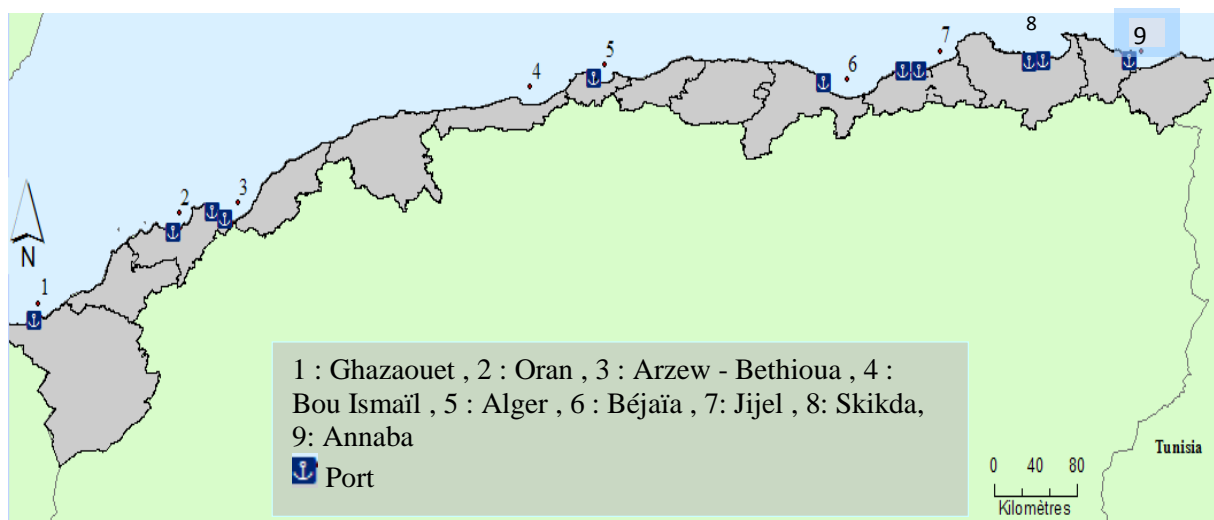 8
9
5
7
6
4
2
3
N
1
1 : Ghazaouet , 2 : Oran , 3 : Arzew - Bethioua , 4 :
Bou Ismaïl , 5 : Alger , 6 : Béjaïa , 7: Jijel , 8: Skikda,
9: Annaba
Port
Tunisia
0 40 80
Kilomètres